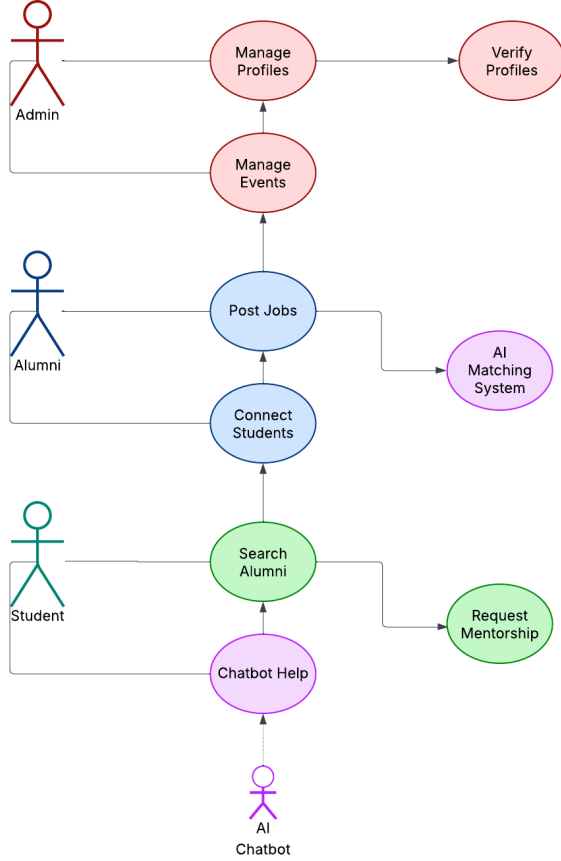 Manage
Profiles
Verify
Profiles
Admin
Manage
Events
Post Jobs
AI
Matching
System
Alumni
Connect
Students
Search
Alumni
Request
Mentorship
Student
Chatbot Help
AI
Chatbot